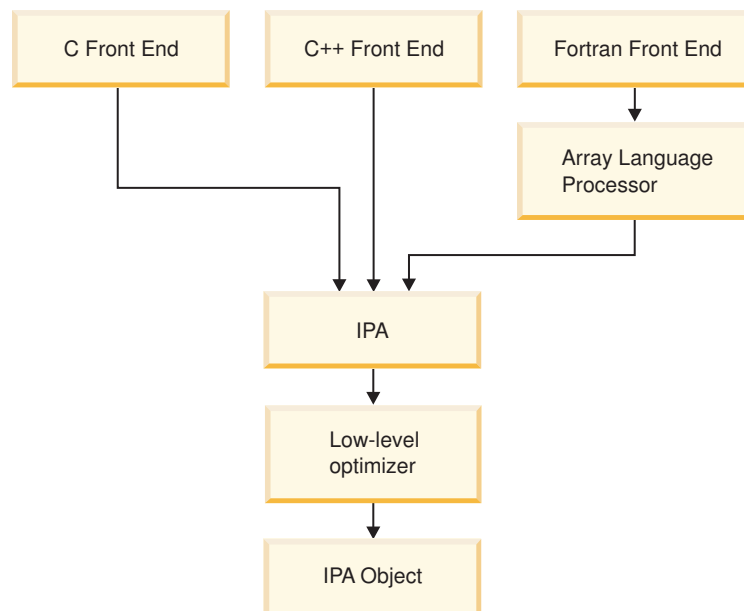 C Front End
C++ Front End
Fortran Front End
Array Language
Processor
IPA
Low-level
optimizer
IPA Object